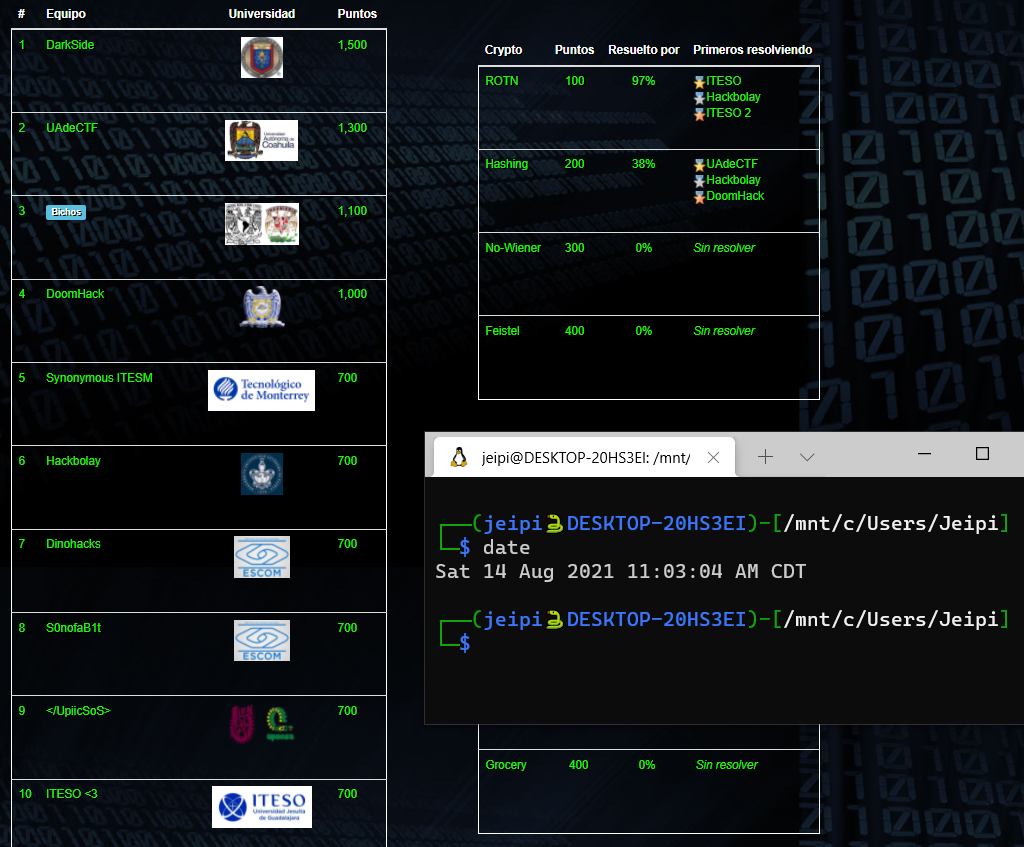 # Equipo Universidad Puntos
1 DarkSide 1,500
2 UAdeCTF Universidad Autónoma de Coahuila 1,300
3 Bichos 1,100
4 DoomHack 1,000
5 Synonymous ITESM Tecnológico de Monterrey 700
6 Hackbolay 700
7 Dinohacks ESCOM 700
8 S0nofaB1t ESCOM 700
9 </UpiicSoS> 700
10 ITESO <3 ITESO Universidad Jesuita de Guadalajara 700
Crypto Puntos Resuelto por Primeros resolviendo
ROTN 100 97% ITESO
Hackbolay
ITESO 2
Hashing 200 38% UAdeCTF
Hackbolay
DoomHack
No-Wiener 300 0% Sin resolver
Feistel 400 0% Sin resolver
jeipi@DESKTOP-20HS3EI: /mnt/
(jeipi DESKTOP-20HS3EI)-[/mnt/c/Users/Jeipi]
$ date
Sat 14 Aug 2021 11:03:04 AM CDT
(jeipi DESKTOP-20HS3EI)-[/mnt/c/Users/Jeipi]
$
Grocery 400 0% Sin resolver